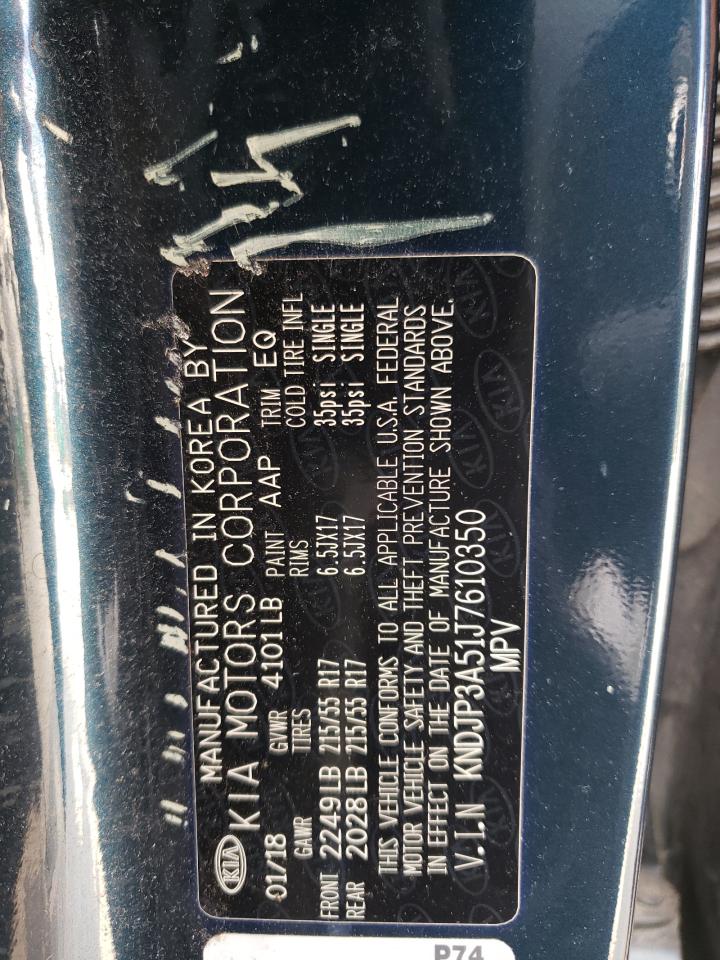 MANUFACTURED IN KOREA BY
KIA KIA MOTORS CORPORATION
01/18 GVWR 4101LB PAINT AAP TRIM EQ
GAWR TIRES RIMS COLD TIRE INFL
FRONT 2249LB 215/55 R17 6.5JX17 35psi SINGLE
REAR 2028LB 215/55 R17 6.5JX17 35psi SINGLE
THIS VEHICLE CONFORMS TO ALL APPLICABLE U.S.A. FEDERAL
MOTOR VEHICLE SAFETY AND THEFT PREVENTION STANDARDS
IN EFFECT ON THE DATE OF MANUFACTURE SHOWN ABOVE.
V.I.N KNDJP3A51J7610350
MPV
P74